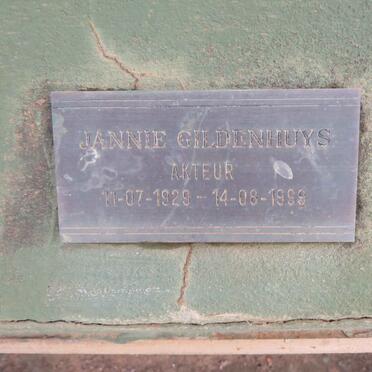 JANNIE GILDENHUYS
AKTEUR
11-07-1929 - 14-08-1999